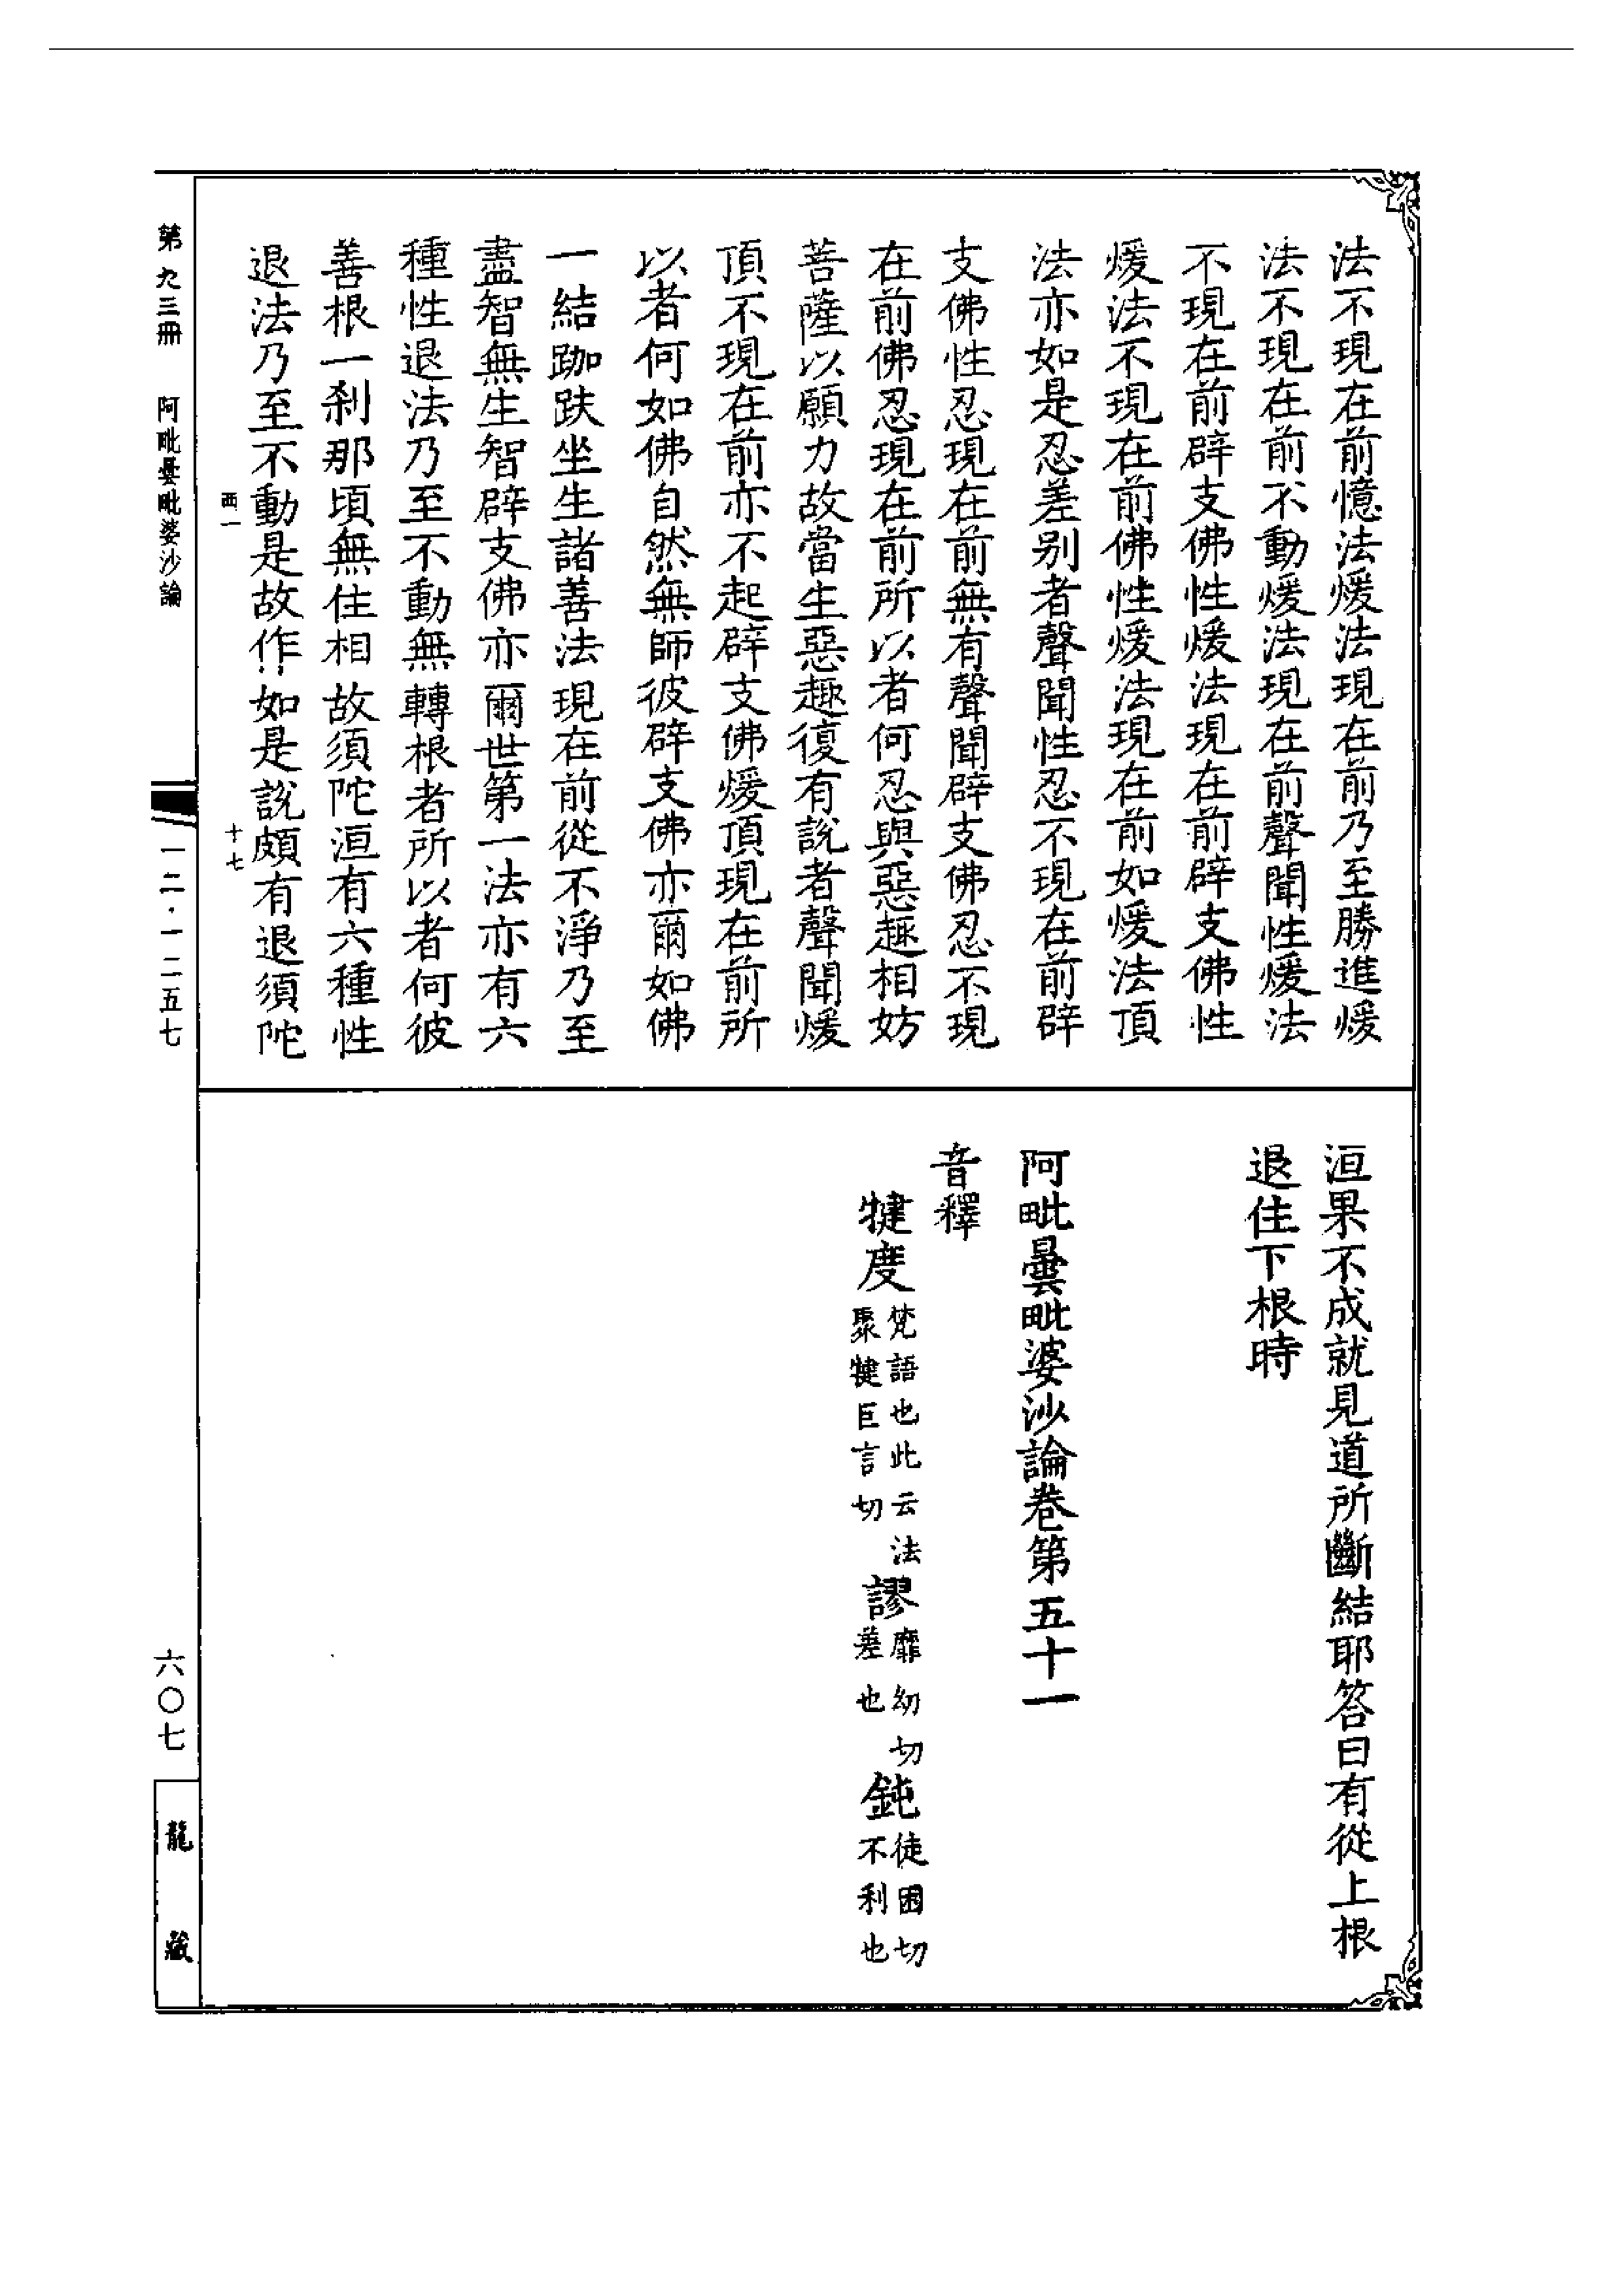 法不現在前憶法煖法現在前乃至勝進煖
法不現在前不動煖法現在前聲聞性煖法
不現在前辟支佛性煖法現在前辟支佛性
煖法不現在前佛性煖法現在前如煖法頂
法亦如是忍差别者聲聞性忍不現在前辟
支佛性忍現在前無有聲聞辟支佛忍不現
在前佛忍現在前所以者何忍與惡趣相妨
菩薩以願力故當生惡趣復有說者聲聞煖
頂不現在前亦不起辟支佛煖頂現在前所
以者何如佛自然無師彼辟支佛亦爾如佛
一結跏趺坐生諸善法現在前從不淨乃至
盡智無生智辟支佛亦爾世第一法亦有六
種性退法乃至不動無轉根者所以者何彼
善根一刹那頃無住相故須陀洹有六種性
退法乃至不動是故作如是說頗有退須陀
西一
十七
洹果不成就見道所斷結耶答曰有從上根
退住下根時
阿毗曇毗婆沙論卷第五十一
音釋
犍度梵語也此云法聚犍巨言切謬靡幼切差也鈍徒困切不利也
第九三冊 阿毗曇毗婆沙論
一二·一二五七
六〇七
龍藏